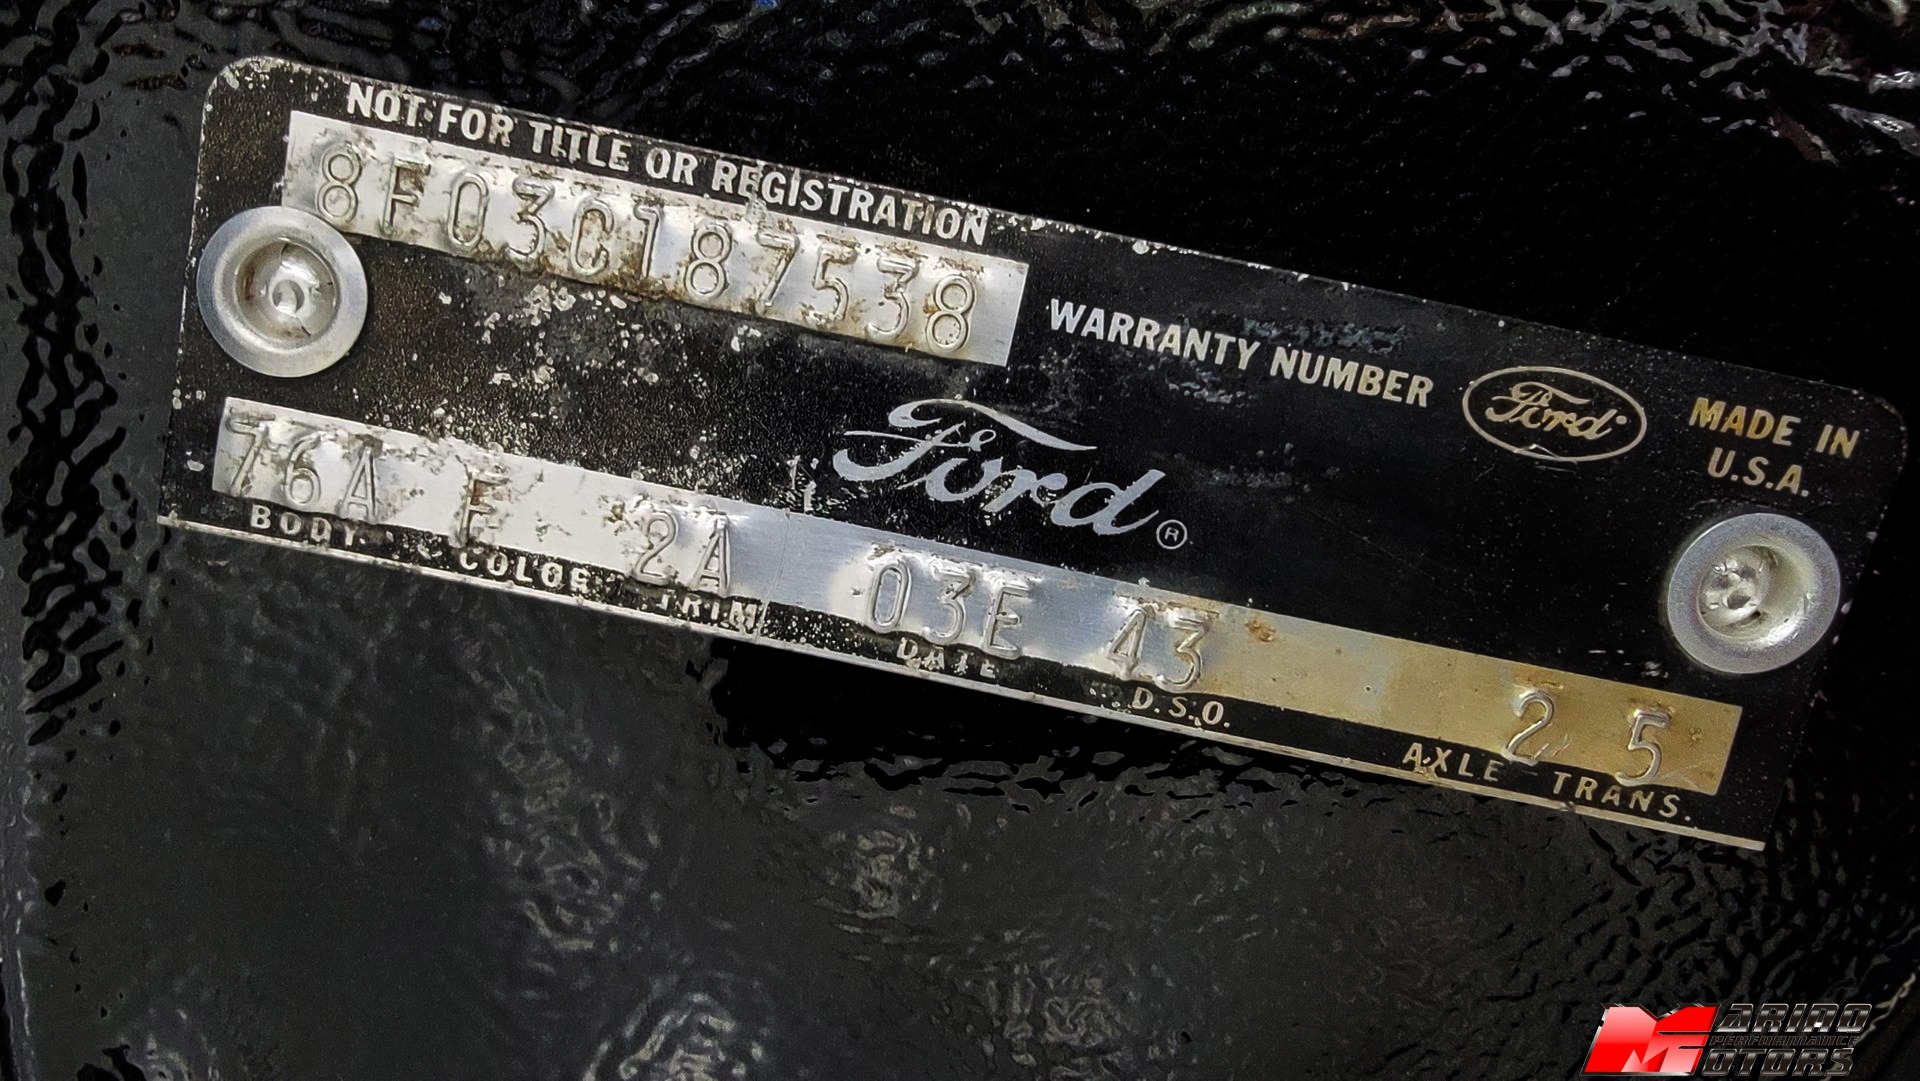 NOT FOR TITLE OR REGISTRATION
8F03C187538
WARRANTY NUMBER
Ford
MADE IN
U.S.A.
Ford®
76A F 2A 03E 43 2 5
BODY COLOR TRIM DATE D.S.O. AXLE TRANS.
MARINO
PERFORMANCE
MOTORS